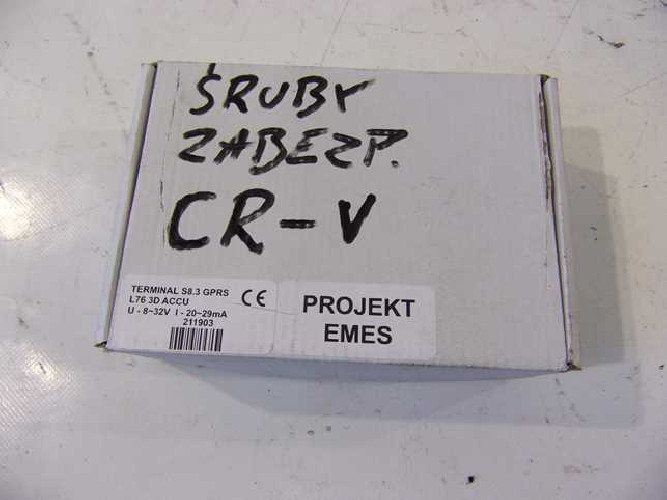 ŚRUBY
ZABEZP.
CR-V
TERMINAL S8.3 GPRS
L76 3D ACCU
U - 8~32V I - 20~29mA
211903
CE
PROJEKT
EMES